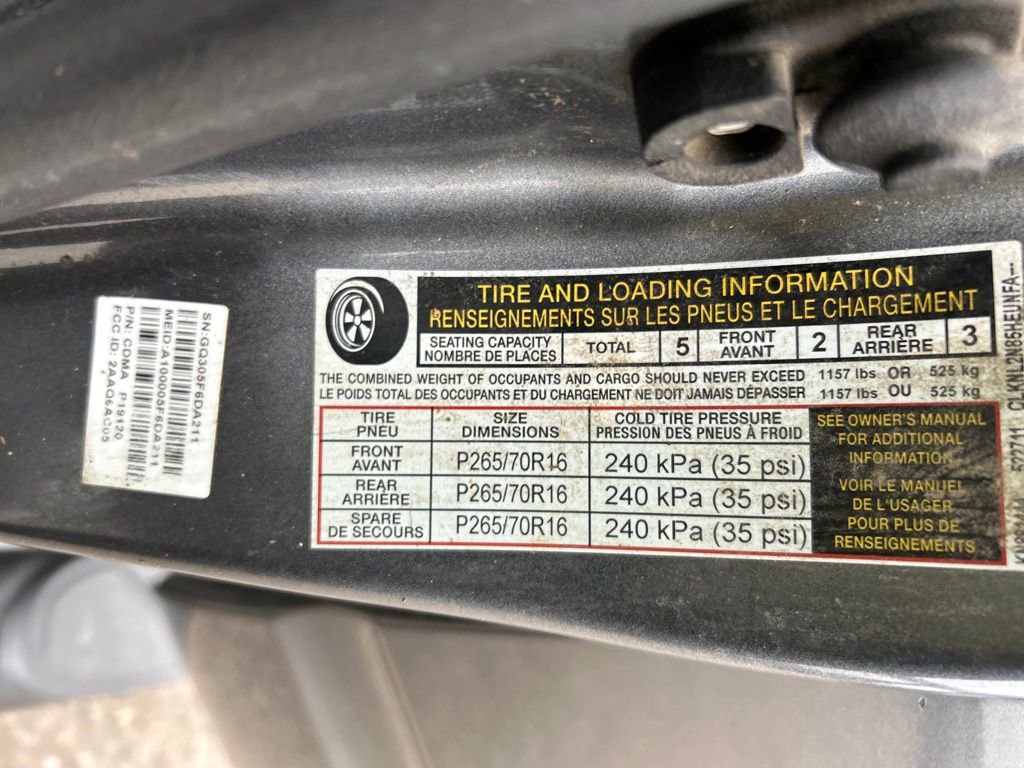 SN:GQ305F6DA211
MEID:A100005F6DA211
P/N: CDMA P19120
FCC ID: 2AAQ6AC05
TIRE AND LOADING INFORMATION
RENSEIGNEMENTS SUR LES PNEUS ET LE CHARGEMENT
SEATING CAPACITY
NOMBRE DE PLACES
TOTAL 5
FRONT
AVANT
2
REAR
ARRIÈRE
3
THE COMBINED WEIGHT OF OCCUPANTS AND CARGO SHOULD NEVER EXCEED 1157 lbs OR 525 kg
LE POIDS TOTAL DES OCCUPANTS ET DU CHARGEMENT NE DOIT JAMAIS DÉPASSER 1157 lbs OU 525 kg
TIRE
PNEU
SIZE
DIMENSIONS
COLD TIRE PRESSURE
PRESSION DES PNEUS À FROID
FRONT
AVANT
P265/70R16 240 kPa (35 psi)
REAR
ARRIÈRE
P265/70R16 240 kPa (35 psi)
SPARE
DE SECOURS
P265/70R16 240 kPa (35 psi)
SEE OWNER'S MANUAL
FOR ADDITIONAL
INFORMATION
VOIR LE MANUEL
DE L'USAGER
POUR PLUS DE
RENSEIGNEMENTS
522711